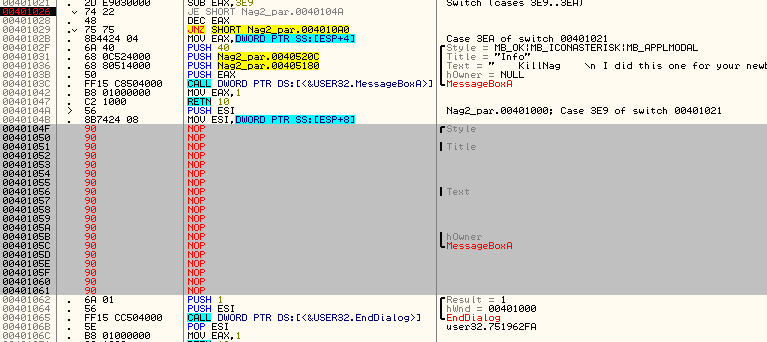 00401021 . 2D E9030000 SUB EAX,3E9 Switch (cases 3E9..3EA)
00401026 . 74 22 JE SHORT Nag2_par.0040104A
00401028 . 48 DEC EAX
00401029 . 75 75 JNZ SHORT Nag2_par.004010A0
0040102B . 8B4424 04 MOV EAX,DWORD PTR SS:[ESP+4] Case 3EA of switch 00401021
0040102F . 6A 40 PUSH 40 Style = MB_OK|MB_ICONASTERISK|MB_APPLMODAL
00401031 . 68 0C524000 PUSH Nag2_par.0040520C Title = "Info"
00401036 . 68 80514000 PUSH Nag2_par.00405180 Text = " KillNag \n I did this one for your newb
0040103B . 50 PUSH EAX hOwner = NULL
0040103C . FF15 C8504000 CALL DWORD PTR DS:[<&USER32.MessageBoxA>] MessageBoxA
00401042 . B8 01000000 MOV EAX,1
00401047 . C2 1000 RETN 10
0040104A > 56 PUSH ESI Nag2_par.00401000; Case 3E9 of switch 00401021
0040104B . 8B7424 08 MOV ESI,DWORD PTR SS:[ESP+8]
0040104F 90 NOP Style
00401050 90 NOP
00401051 90 NOP Title
00401052 90 NOP
00401053 90 NOP
00401054 90 NOP
00401055 90 NOP
00401056 90 NOP Text
00401057 90 NOP
00401058 90 NOP
00401059 90 NOP
0040105A 90 NOP
0040105B 90 NOP hOwner
0040105C 90 NOP MessageBoxA
0040105D 90 NOP
0040105E 90 NOP
0040105F 90 NOP
00401060 90 NOP
00401061 90 NOP
00401062 . 6A 01 PUSH 1 Result = 1
00401064 . 56 PUSH ESI hWnd = 00401000
00401065 . FF15 CC504000 CALL DWORD PTR DS:[<&USER32.EndDialog>] EndDialog
0040106B . 5E POP ESI user32.751962FA
0040106C . B8 01000000 MOV EAX,1